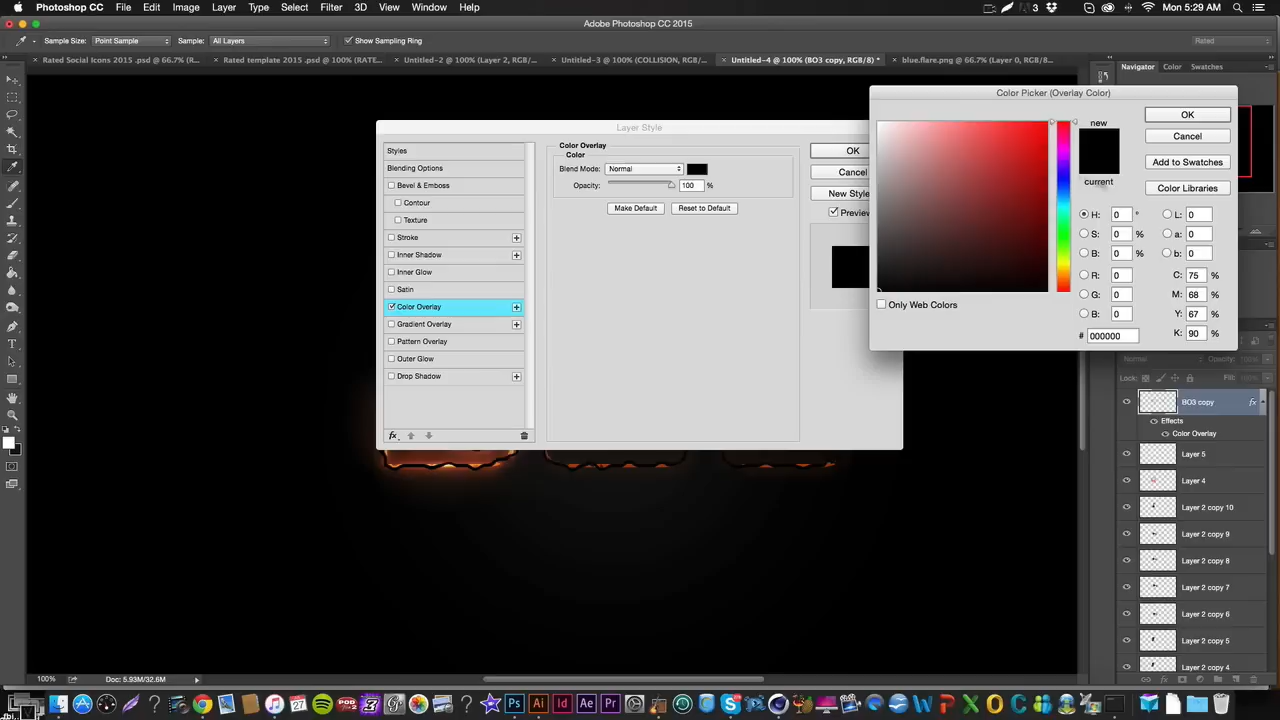 Photoshop CC File Edit Image Layer Type Select Filter 3D View Window Help 3 Mon 5:29 AM
Adobe Photoshop CC 2015
Sample Size: Point Sample Sample: All Layers Show Sampling Ring Rated
Rated Social Icons 2015 .psd @ 66.7% (R... Rated template 2015 .psd @ 100% (RATE... Untitled-2 @ 100% (Layer 2, RGB/... Untitled-3 @ 100% (COLLISION, RGB/... Untitled-4 @ 100% (BO3 copy, RGB/8) * blue.flare.png @ 66.7% (Layer 0, RGB/8...
Navigator Color Swatches
Color Picker (Overlay Color)
new
current
OK
Cancel
Add to Swatches
Color Libraries
H: 0 ° L: 0
S: 0 % a: 0
B: 0 % b: 0
R: 0 C: 75 %
G: 0 M: 68 %
B: 0 Y: 67 %
# 000000 K: 90 %
Only Web Colors
Layer Style
Styles
Blending Options
Bevel & Emboss
Contour
Texture
Stroke
Inner Shadow
Inner Glow
Satin
Color Overlay
Gradient Overlay
Pattern Overlay
Outer Glow
Drop Shadow
fx
Color Overlay
Color
Blend Mode: Normal
Opacity: 100 %
Make Default Reset to Default
OK
Cancel
New Style
Preview
Normal Opacity: 100%
Lock: Fill: 100%
BO3 copy fx
Effects
Color Overlay
Layer 5
Layer 4
Layer 2 copy 10
Layer 2 copy 9
Layer 2 copy 8
Layer 2 copy 7
Layer 2 copy 6
Layer 2 copy 5
Layer 2 copy 4
100% Doc: 5.93M/32.6M